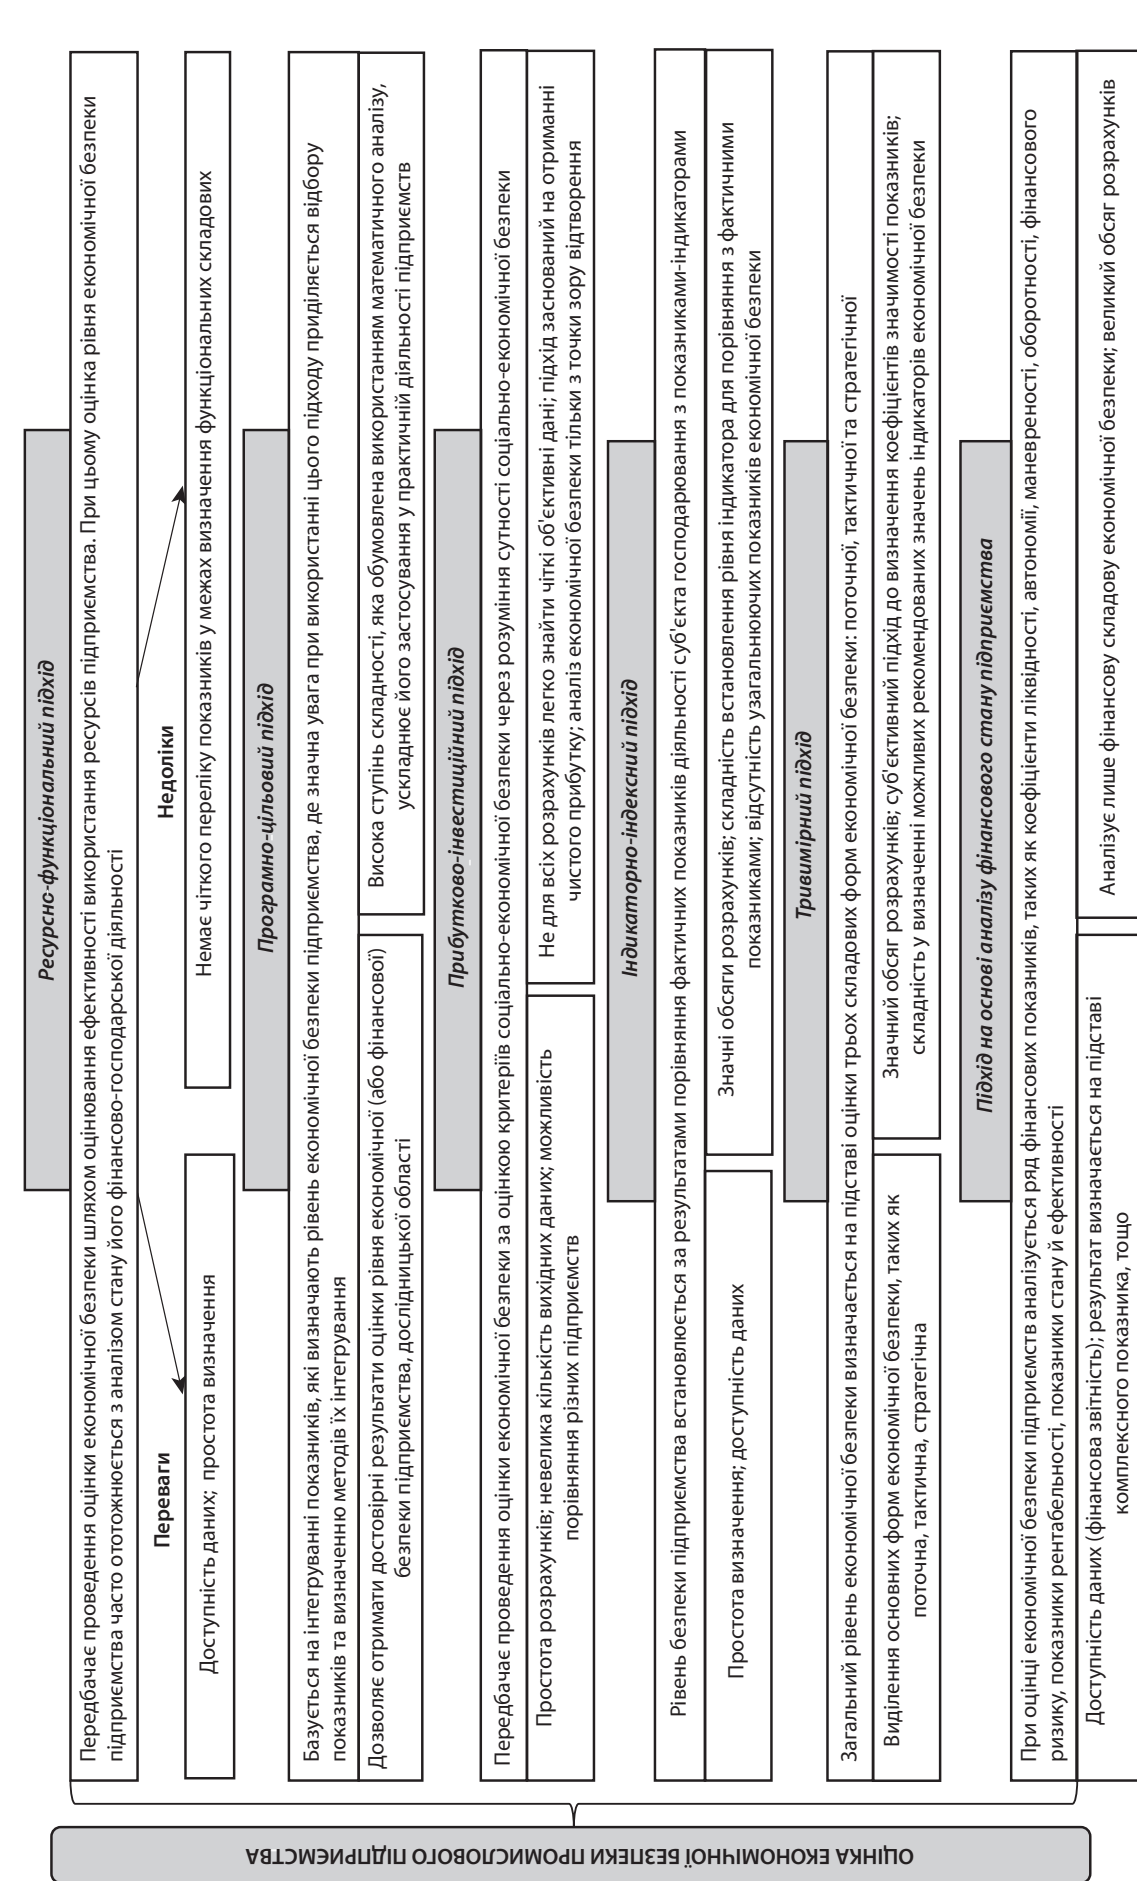 ОЦІНКА ЕКОНОМІЧНОЇ БЕЗПЕКИ ПРОМИСЛОВОГО ПІДПРИЄМСТВА
Ресурсно-функціональний підхід
Передбачає проведення оцінки економічної безпеки шляхом оцінювання ефективності використання ресурсів підприємства. При цьому оцінка рівня економічної безпеки
підприємства часто ототожнюється з аналізом стану його фінансово-господарської діяльності
Переваги
Недоліки
Доступність даних; простота визначення
Немає чіткого переліку показників у межах визначення функціональних складових
Програмно-цільовий підхід
Базується на інтегруванні показників, які визначають рівень економічної безпеки підприємства, де значна увага при використанні цього підходу приділяється відбору
показників та визначенню методів їх інтегрування
Дозволяє отримати достовірні результати оцінки рівня економічної (або фінансової)
безпеки підприємства, дослідницької області
Висока ступінь складності, яка обумовлена використанням математичного аналізу,
ускладнює його застосування у практичній діяльності підприємств
Прибутково-інвестиційний підхід
Передбачає проведення оцінки економічної безпеки за оцінкою критеріїв соціально-економічної безпеки через розуміння сутності соціально-економічної безпеки
Простота розрахунків; невелика кількість вихідних даних; можливість
порівняння різних підприємств
Не для всіх розрахунків легко знайти чіткі об'єктивні дані; підхід заснований на отриманні
чистого прибутку; аналіз економічної безпеки тільки з точки зору відтворення
Індикаторно-індексний підхід
Рівень безпеки підприємства встановлюється за результатами порівняння фактичних показників діяльності суб'єкта господарювання з показниками-індикаторами
Простота визначення; доступність даних
Значні обсяги розрахунків; складність встановлення рівня індикатора для порівняння з фактичними
показниками; відсутність узагальнюючих показників економічної безпеки
Тривимірний підхід
Загальний рівень економічної безпеки визначається на підставі оцінки трьох складових форм економічної безпеки: поточної, тактичної та стратегічної
Виділення основних форм економічної безпеки, таких як
поточна, тактична, стратегічна
Значний обсяг розрахунків; суб'єктивний підхід до визначення коефіцієнтів значимості показників;
складність у визначенні можливих рекомендованих значень індикаторів економічної безпеки
Підхід на основі аналізу фінансового стану підприємства
При оцінці економічної безпеки підприємств аналізується ряд фінансових показників, таких як коефіцієнти ліквідності, автономії, маневреності, оборотності, фінансового
ризику, показники рентабельності, показники стану й ефективності
Доступність даних (фінансова звітність); результат визначається на підставі
комплексного показника, тощо
Аналізує лише фінансову складову економічної безпеки; великий обсяг розрахунків